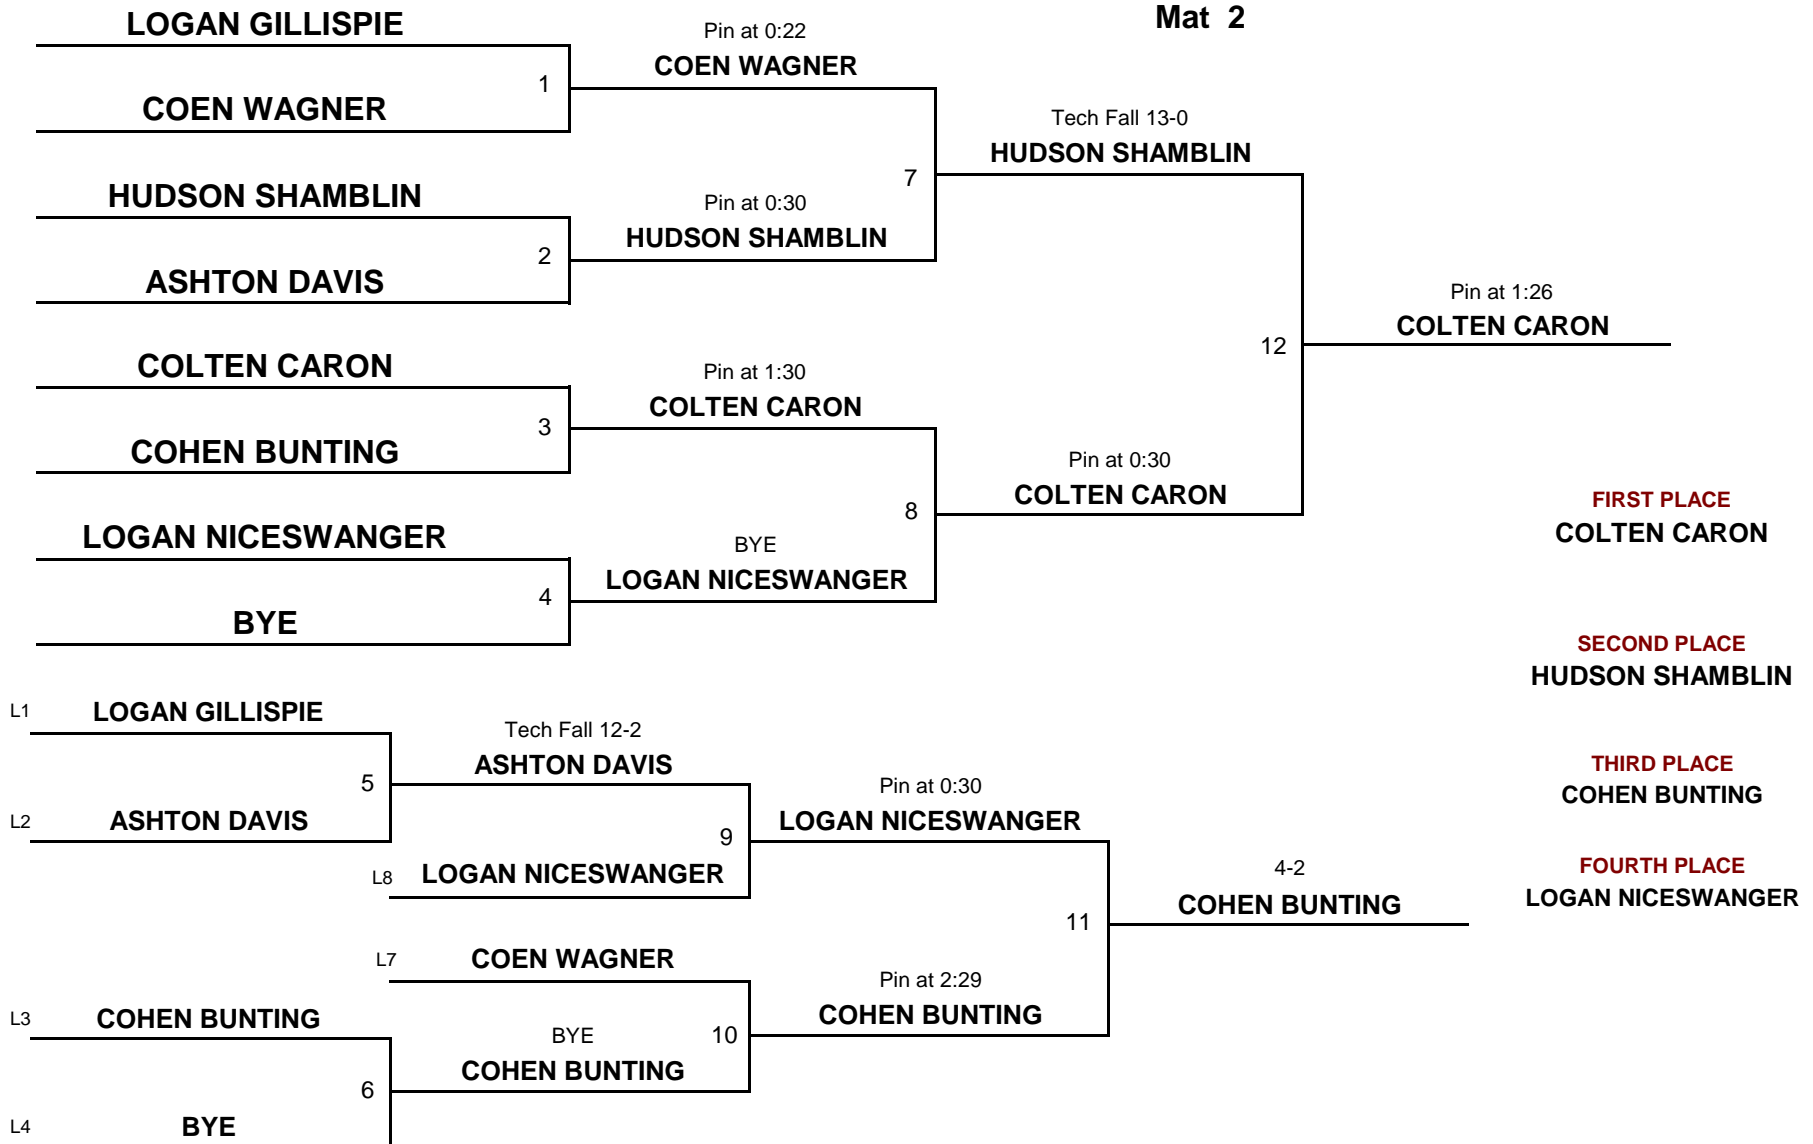 Mat 2
LOGAN GILLISPIE
1
COEN WAGNER
Pin at 0:22
COEN WAGNER
HUDSON SHAMBLIN
2
ASHTON DAVIS
Pin at 0:30
HUDSON SHAMBLIN
7
Tech Fall 13-0
HUDSON SHAMBLIN
COLTEN CARON
3
COHEN BUNTING
Pin at 1:30
COLTEN CARON
LOGAN NICESWANGER
4
BYE
BYE
LOGAN NICESWANGER
8
Pin at 0:30
COLTEN CARON
12
Pin at 1:26
COLTEN CARON
FIRST PLACE
COLTEN CARON
SECOND PLACE
HUDSON SHAMBLIN
THIRD PLACE
COHEN BUNTING
FOURTH PLACE
LOGAN NICESWANGER
L1 LOGAN GILLISPIE
5
L2 ASHTON DAVIS
Tech Fall 12-2
ASHTON DAVIS
9
L8 LOGAN NICESWANGER
Pin at 0:30
LOGAN NICESWANGER
L7 COEN WAGNER
L3 COHEN BUNTING
6
L4 BYE
BYE
COHEN BUNTING
10
Pin at 2:29
COHEN BUNTING
11
4-2
COHEN BUNTING